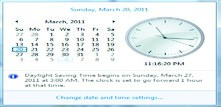 Sunday, March 20, 2011
March, 2011
Su Mo Tu We Th Fr Sa
27 28 1 2 3 4 5
6 7 8 9 10 11 12
13 14 15 16 17 18 19
20 21 22 23 24 25 26
27 28 29 30 31 1 2
3 4 5 6 7 8 9
11:16:20 PM
Daylight Saving Time begins on Sunday, March 27,
2011 at 2:00 AM. The clock is set to go forward 1 hour
at that time.
Change date and time settings...